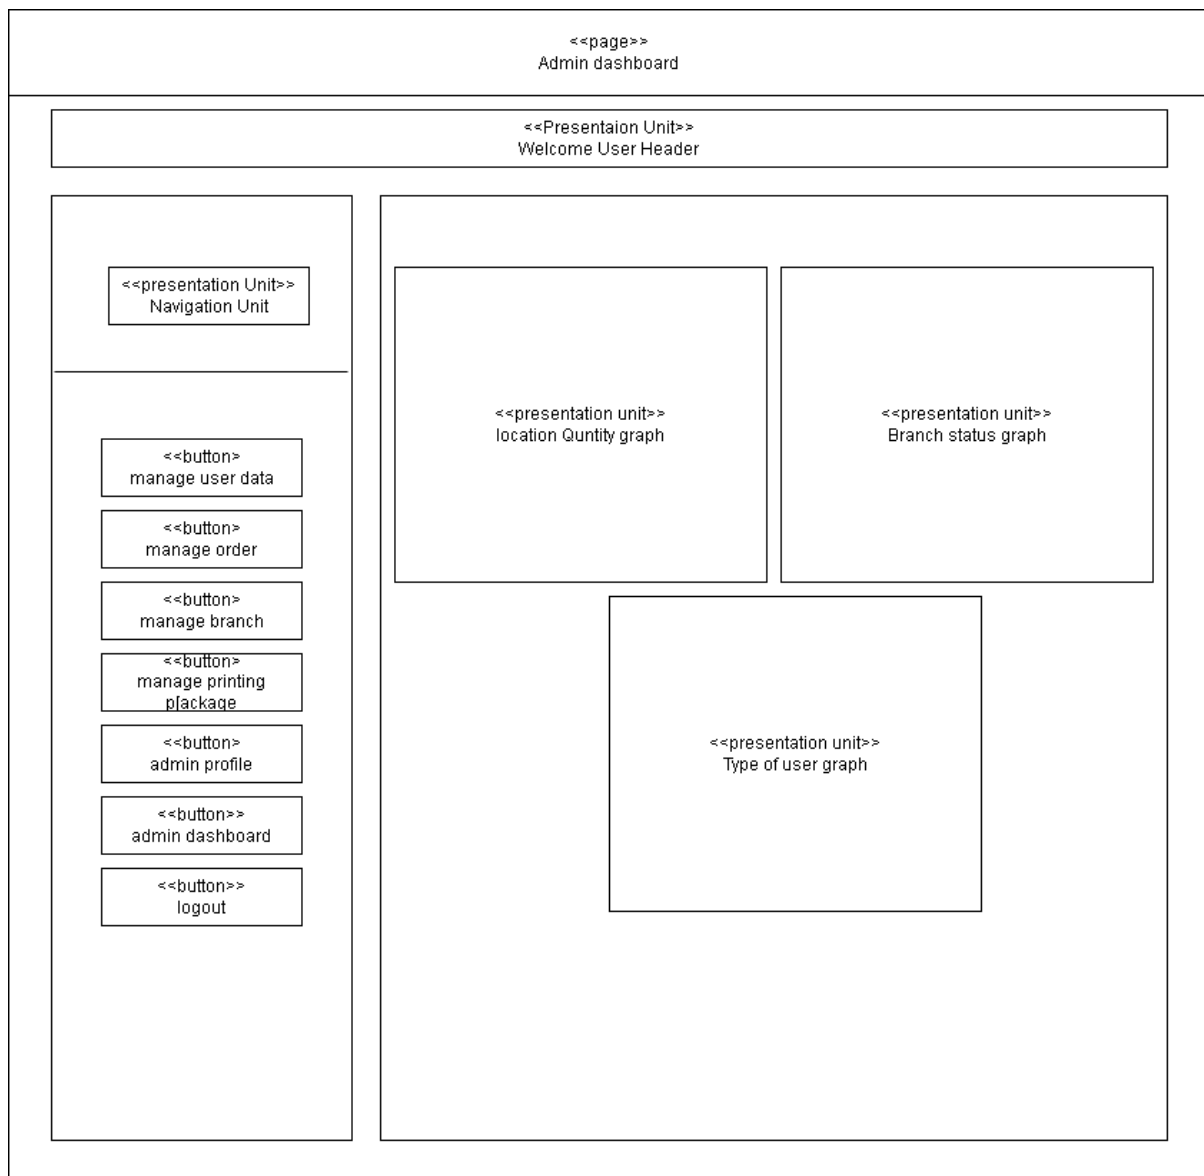 <<page>>
Admin dashboard
<<Presentaion Unit>>
Welcome User Header
<<presentation Unit>>
Navigation Unit
<<button>
manage user data
<<button>
manage order
<<button>
manage branch
<<button>
manage printing
p[ackage
<<button>
admin profile
<<button>>
admin dashboard
<<button>>
logout
<<presentation unit>>
location Quntity graph
<<presentation unit>>
Branch status graph
<<presentation unit>>
Type of user graph